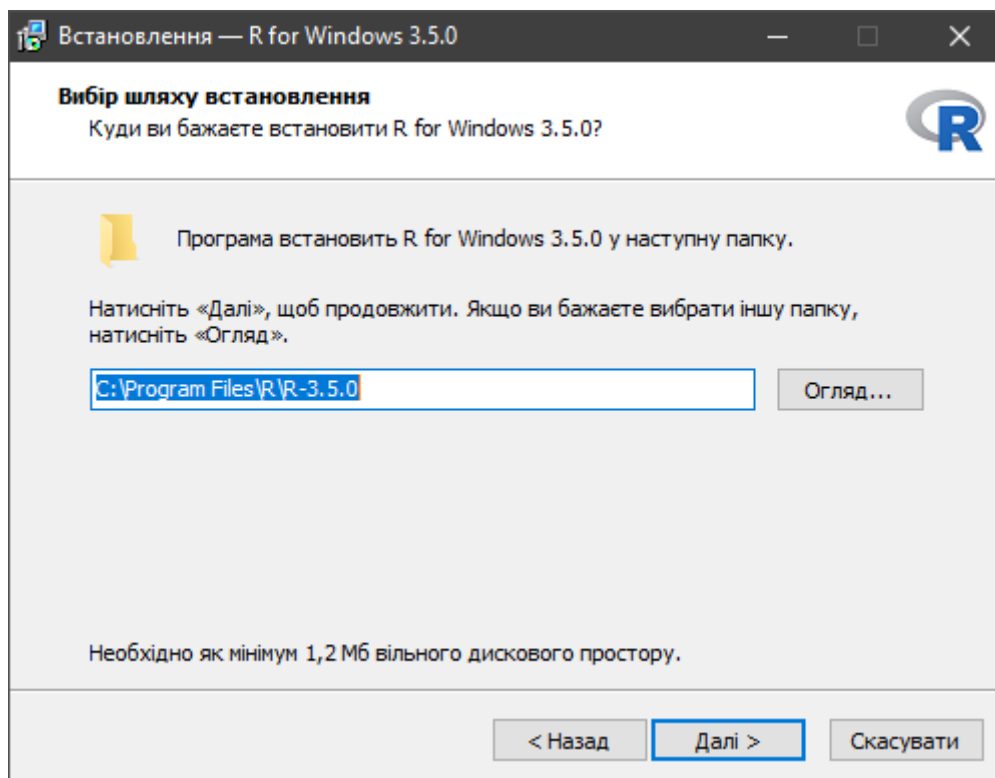 Встановлення — R for Windows 3.5.0
Вибір шляху встановлення
Куди ви бажаєте встановити R for Windows 3.5.0?
R
Програма встановить R for Windows 3.5.0 у наступну папку.
Натисніть «Далі», щоб продовжити. Якщо ви бажаєте вибрати іншу папку,
натисніть «Огляд».
C:\Program Files\R\R-3.5.0
Огляд...
Необхідно як мінімум 1,2 Мб вільного дискового простору.
< Назад
Далі >
Скасувати